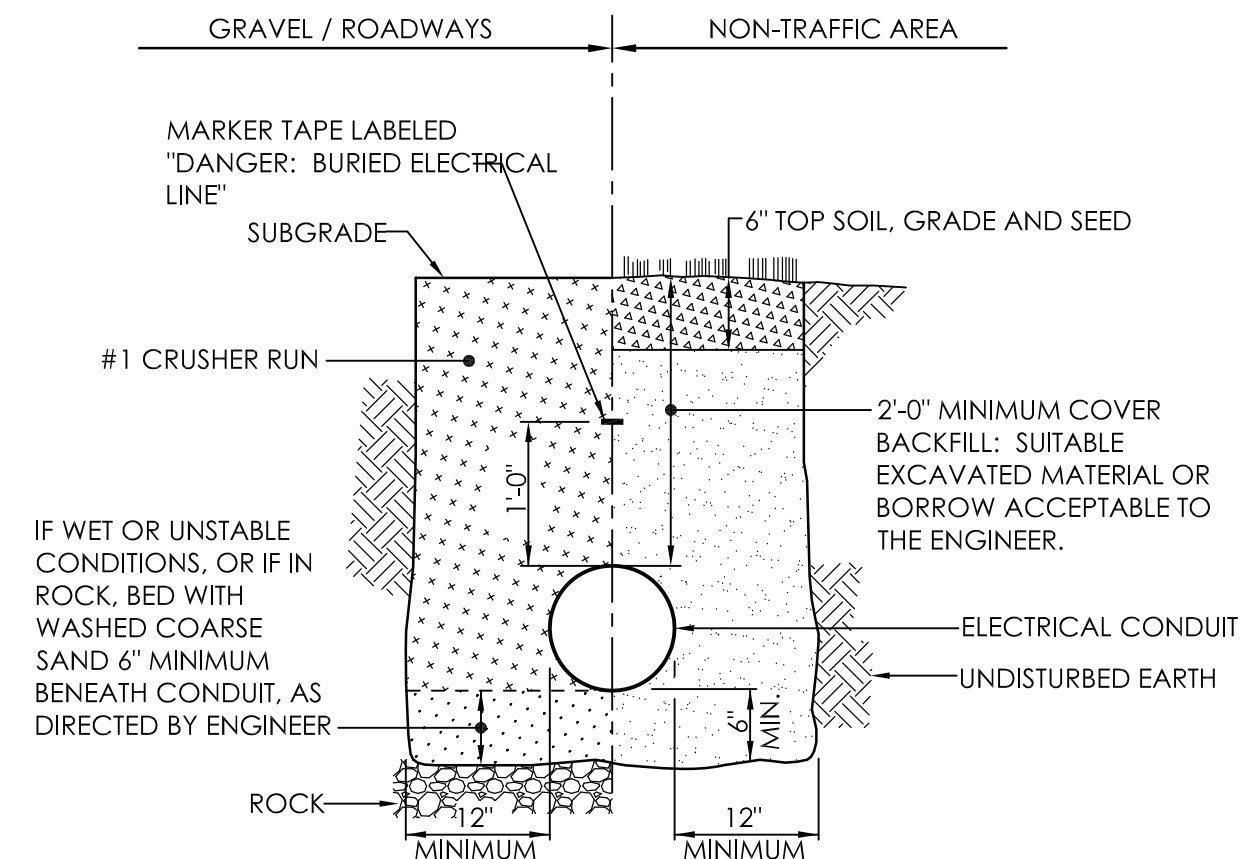 GRAVEL / ROADWAYS
NON-TRAFFIC AREA
MARKER TAPE LABELED
"DANGER: BURIED ELECTRICAL
LINE"
SUBGRADE
6" TOP SOIL, GRADE AND SEED
#1 CRUSHER RUN
2'-0" MINIMUM COVER
BACKFILL: SUITABLE
EXCAVATED MATERIAL OR
BORROW ACCEPTABLE TO
THE ENGINEER.
1'-0"
IF WET OR UNSTABLE
CONDITIONS, OR IF IN
ROCK, BED WITH
WASHED COARSE
SAND 6" MINIMUM
BENEATH CONDUIT, AS
DIRECTED BY ENGINEER
ELECTRICAL CONDUIT
UNDISTURBED EARTH
6"
MIN.
ROCK
12"
MINIMUM
12"
MINIMUM